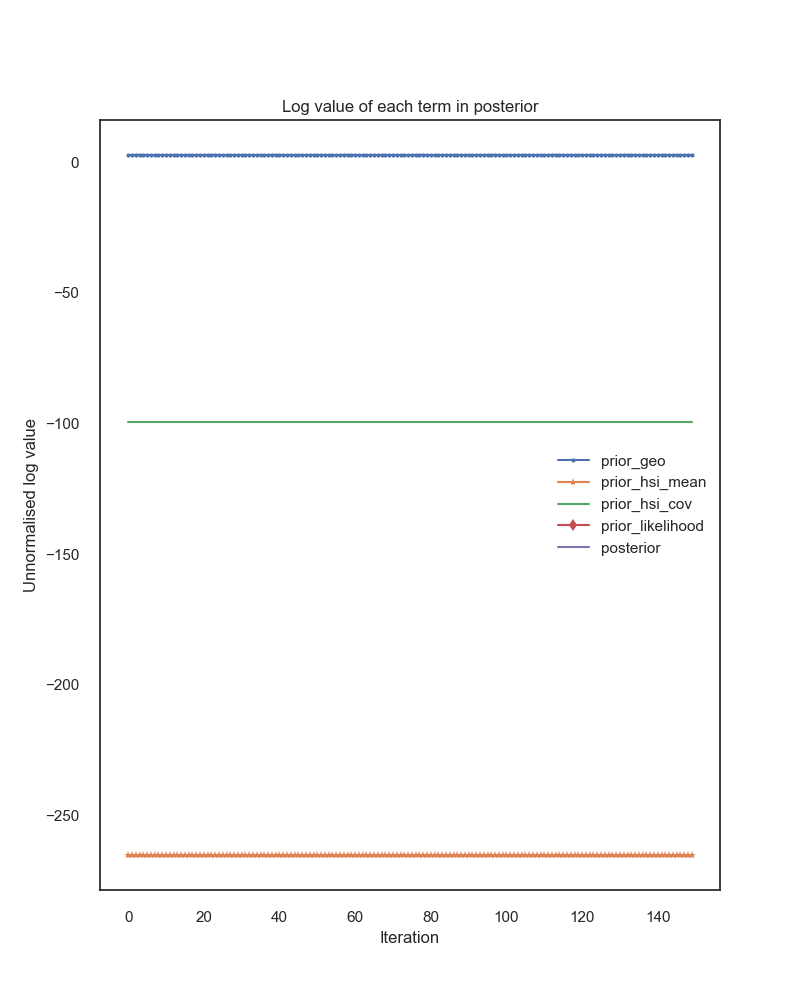 Log value of each term in posterior
Unnormalised log value
0
−50
−100
−150
−200
−250
prior_geo
prior_hsi_mean
prior_hsi_cov
prior_likelihood
posterior
0 20 40 60 80 100 120 140
Iteration